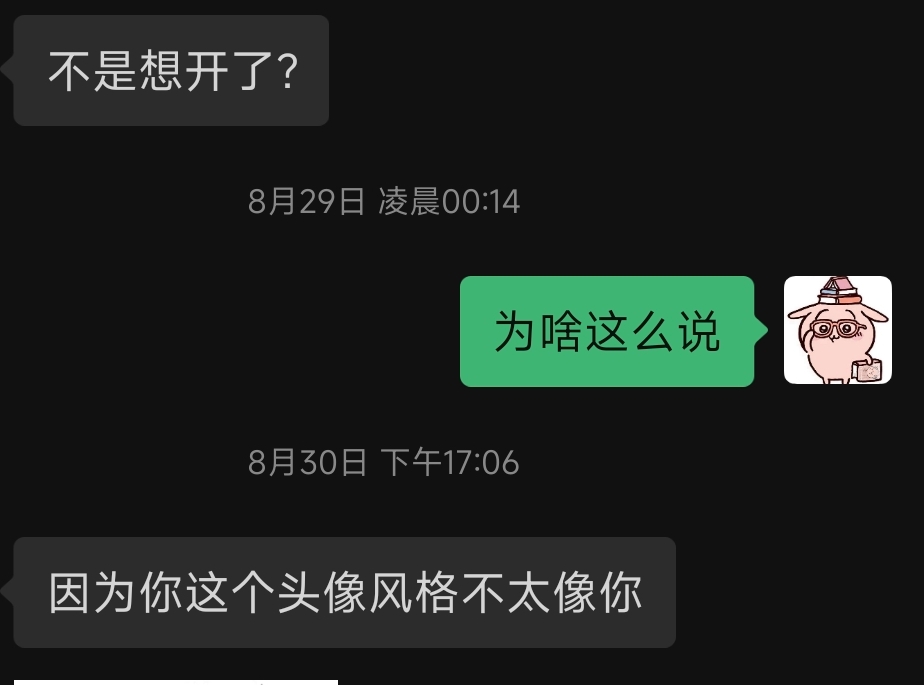 不是想开了?
8月29日 凌晨00:14
为啥这么说
8月30日 下午17:06
因为你这个头像风格不太像你